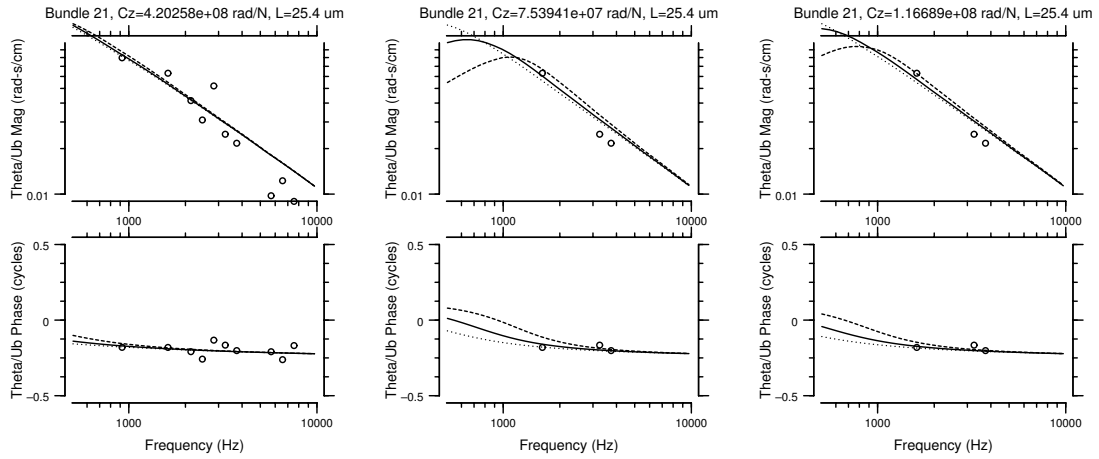 Bundle 21, Cz=4.20258e+08 rad/N, L=25.4 um
Theta/Ub Mag (rad-s/cm)
0.01
1000
10000
Theta/Ub Phase (cycles)
0.5
0
−0.5
1000
10000
Frequency (Hz)
Bundle 21, Cz=7.53941e+07 rad/N, L=25.4 um
Theta/Ub Mag (rad-s/cm)
0.01
1000
10000
Theta/Ub Phase (cycles)
0.5
0
−0.5
1000
10000
Frequency (Hz)
Bundle 21, Cz=1.16689e+08 rad/N, L=25.4 um
Theta/Ub Mag (rad-s/cm)
0.01
1000
10000
Theta/Ub Phase (cycles)
0.5
0
−0.5
1000
10000
Frequency (Hz)